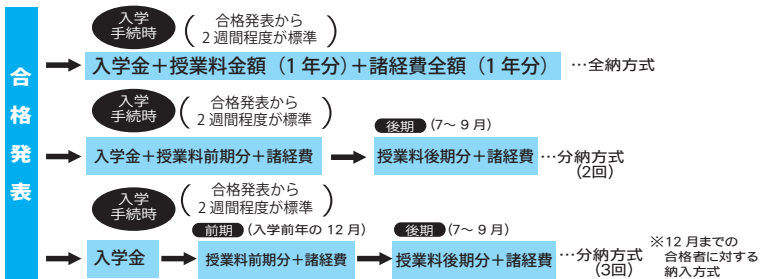 合格発表
入学
手続時
(合格発表から
2週間程度が標準)
入学金＋授業料金額（1年分）＋諸経費全額（1年分）
…全納方式
入学
手続時
(合格発表から
2週間程度が標準)
入学金＋授業料前期分＋諸経費
後期 (7～9月)
授業料後期分＋諸経費
…分納方式
(2回)
入学
手続時
(合格発表から
2週間程度が標準)
入学金
前期 (入学前年の12月)
授業料前期分＋諸経費
後期 (7～9月)
授業料後期分＋諸経費
…分納方式
(3回)
※12月までの
合格者に対する
納入方式